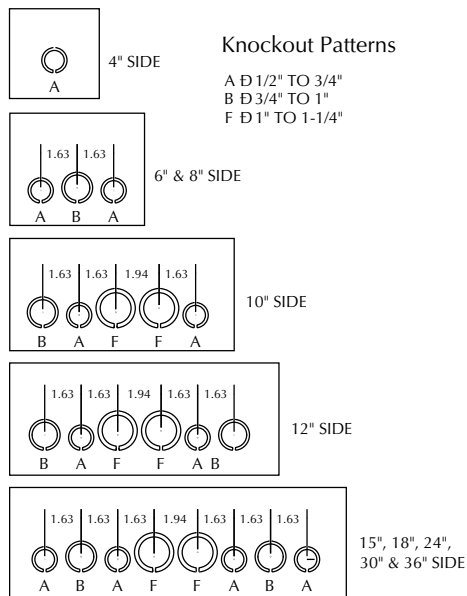 Knockout Patterns
A Ð 1/2" TO 3/4"
B Ð 3/4" TO 1"
F Ð 1" TO 1-1/4"
4" SIDE
A
1.63 1.63
6" & 8" SIDE
A B A
1.63 1.63 1.94 1.63
10" SIDE
B A F F A
1.63 1.63 1.94 1.63 1.63
12" SIDE
B A F F A B
1.63 1.63 1.63 1.94 1.63 1.63 1.63
15", 18", 24",
30" & 36" SIDE
A B A F F A B A